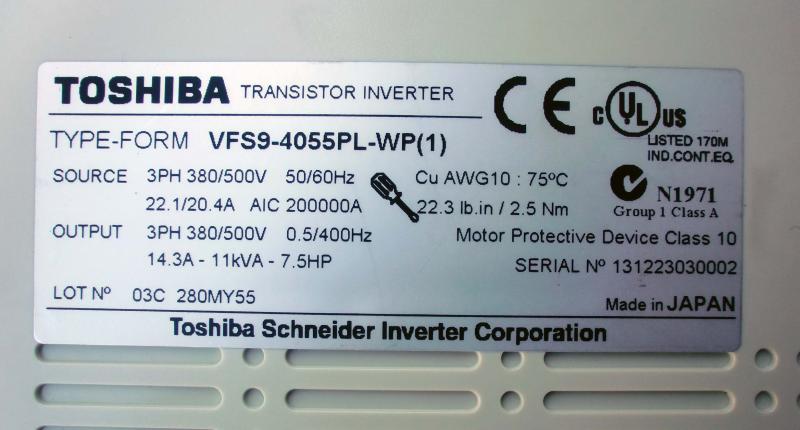 TOSHIBA TRANSISTOR INVERTER
CE
c UL us
LISTED 170M
IND.CONT.EQ.
TYPE-FORM VFS9-4055PL-WP(1)
SOURCE 3PH 380/500V 50/60Hz Cu AWG10 : 75ºC
22.1/20.4A AIC 200000A 22.3 lb.in / 2.5 Nm
N1971
Group 1 Class A
OUTPUT 3PH 380/500V 0.5/400Hz Motor Protective Device Class 10
14.3A - 11kVA - 7.5HP SERIAL Nº 131223030002
LOT Nº 03C 280MY55 Made in JAPAN
Toshiba Schneider Inverter Corporation